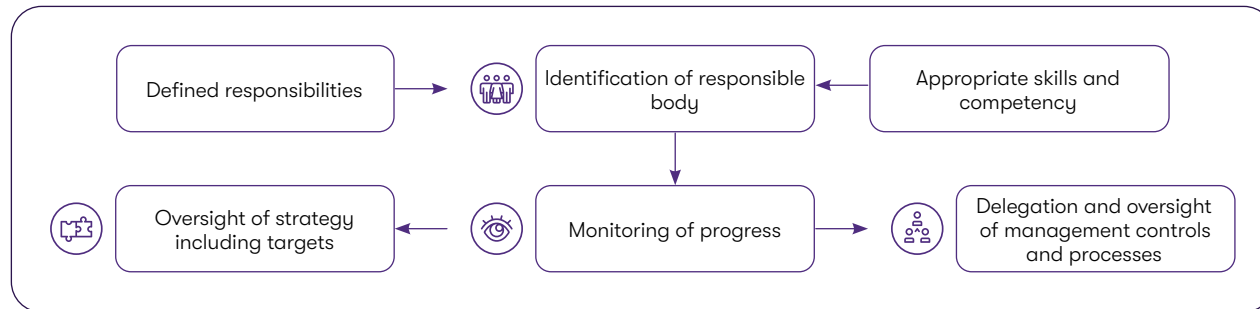 Defined responsibilities
Identification of responsible
body
Appropriate skills and
competency
Oversight of strategy
including targets
Monitoring of progress
Delegation and oversight
of management controls
and processes